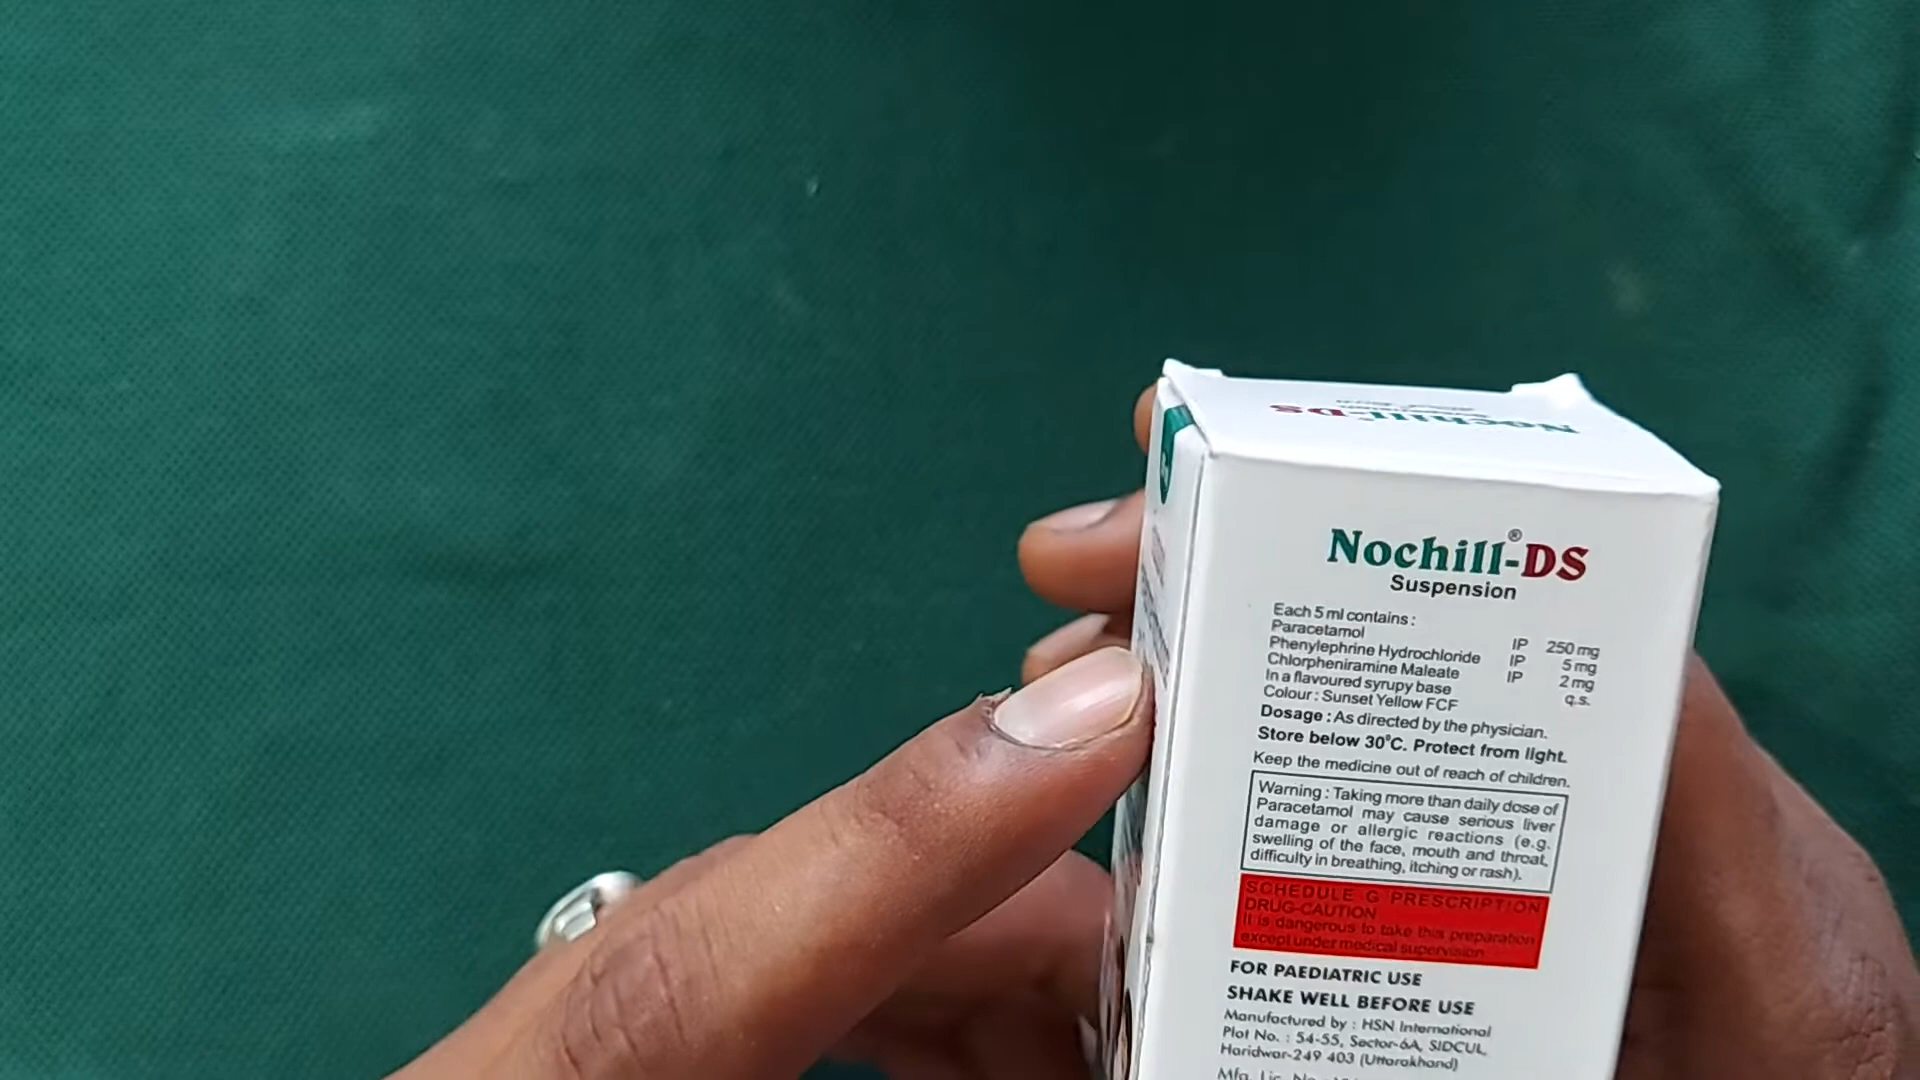 Nochill-DS
Nochill®-DS
Suspension
Each 5 ml contains :
Paracetamol IP 250 mg
Phenylephrine Hydrochloride IP 5 mg
Chlorpheniramine Maleate IP 2 mg
In a flavoured syrupy base q.s.
Colour : Sunset Yellow FCF
Dosage : As directed by the physician.
Store below 30°C. Protect from light.
Keep the medicine out of reach of children.
Warning : Taking more than daily dose of
Paracetamol may cause serious liver
damage or allergic reactions (e.g.
swelling of the face, mouth and throat,
difficulty in breathing, itching or rash).
SCHEDULE G PRESCRIPTION
DRUG-CAUTION
It is dangerous to take this preparation
except under medical supervision
FOR PAEDIATRIC USE
SHAKE WELL BEFORE USE
Manufactured by : HSN International
Plot No. : 54-55, Sector-6A, SIDCUL,
Haridwar-249 403 (Uttarakhand)
Mfg. Lic. No.